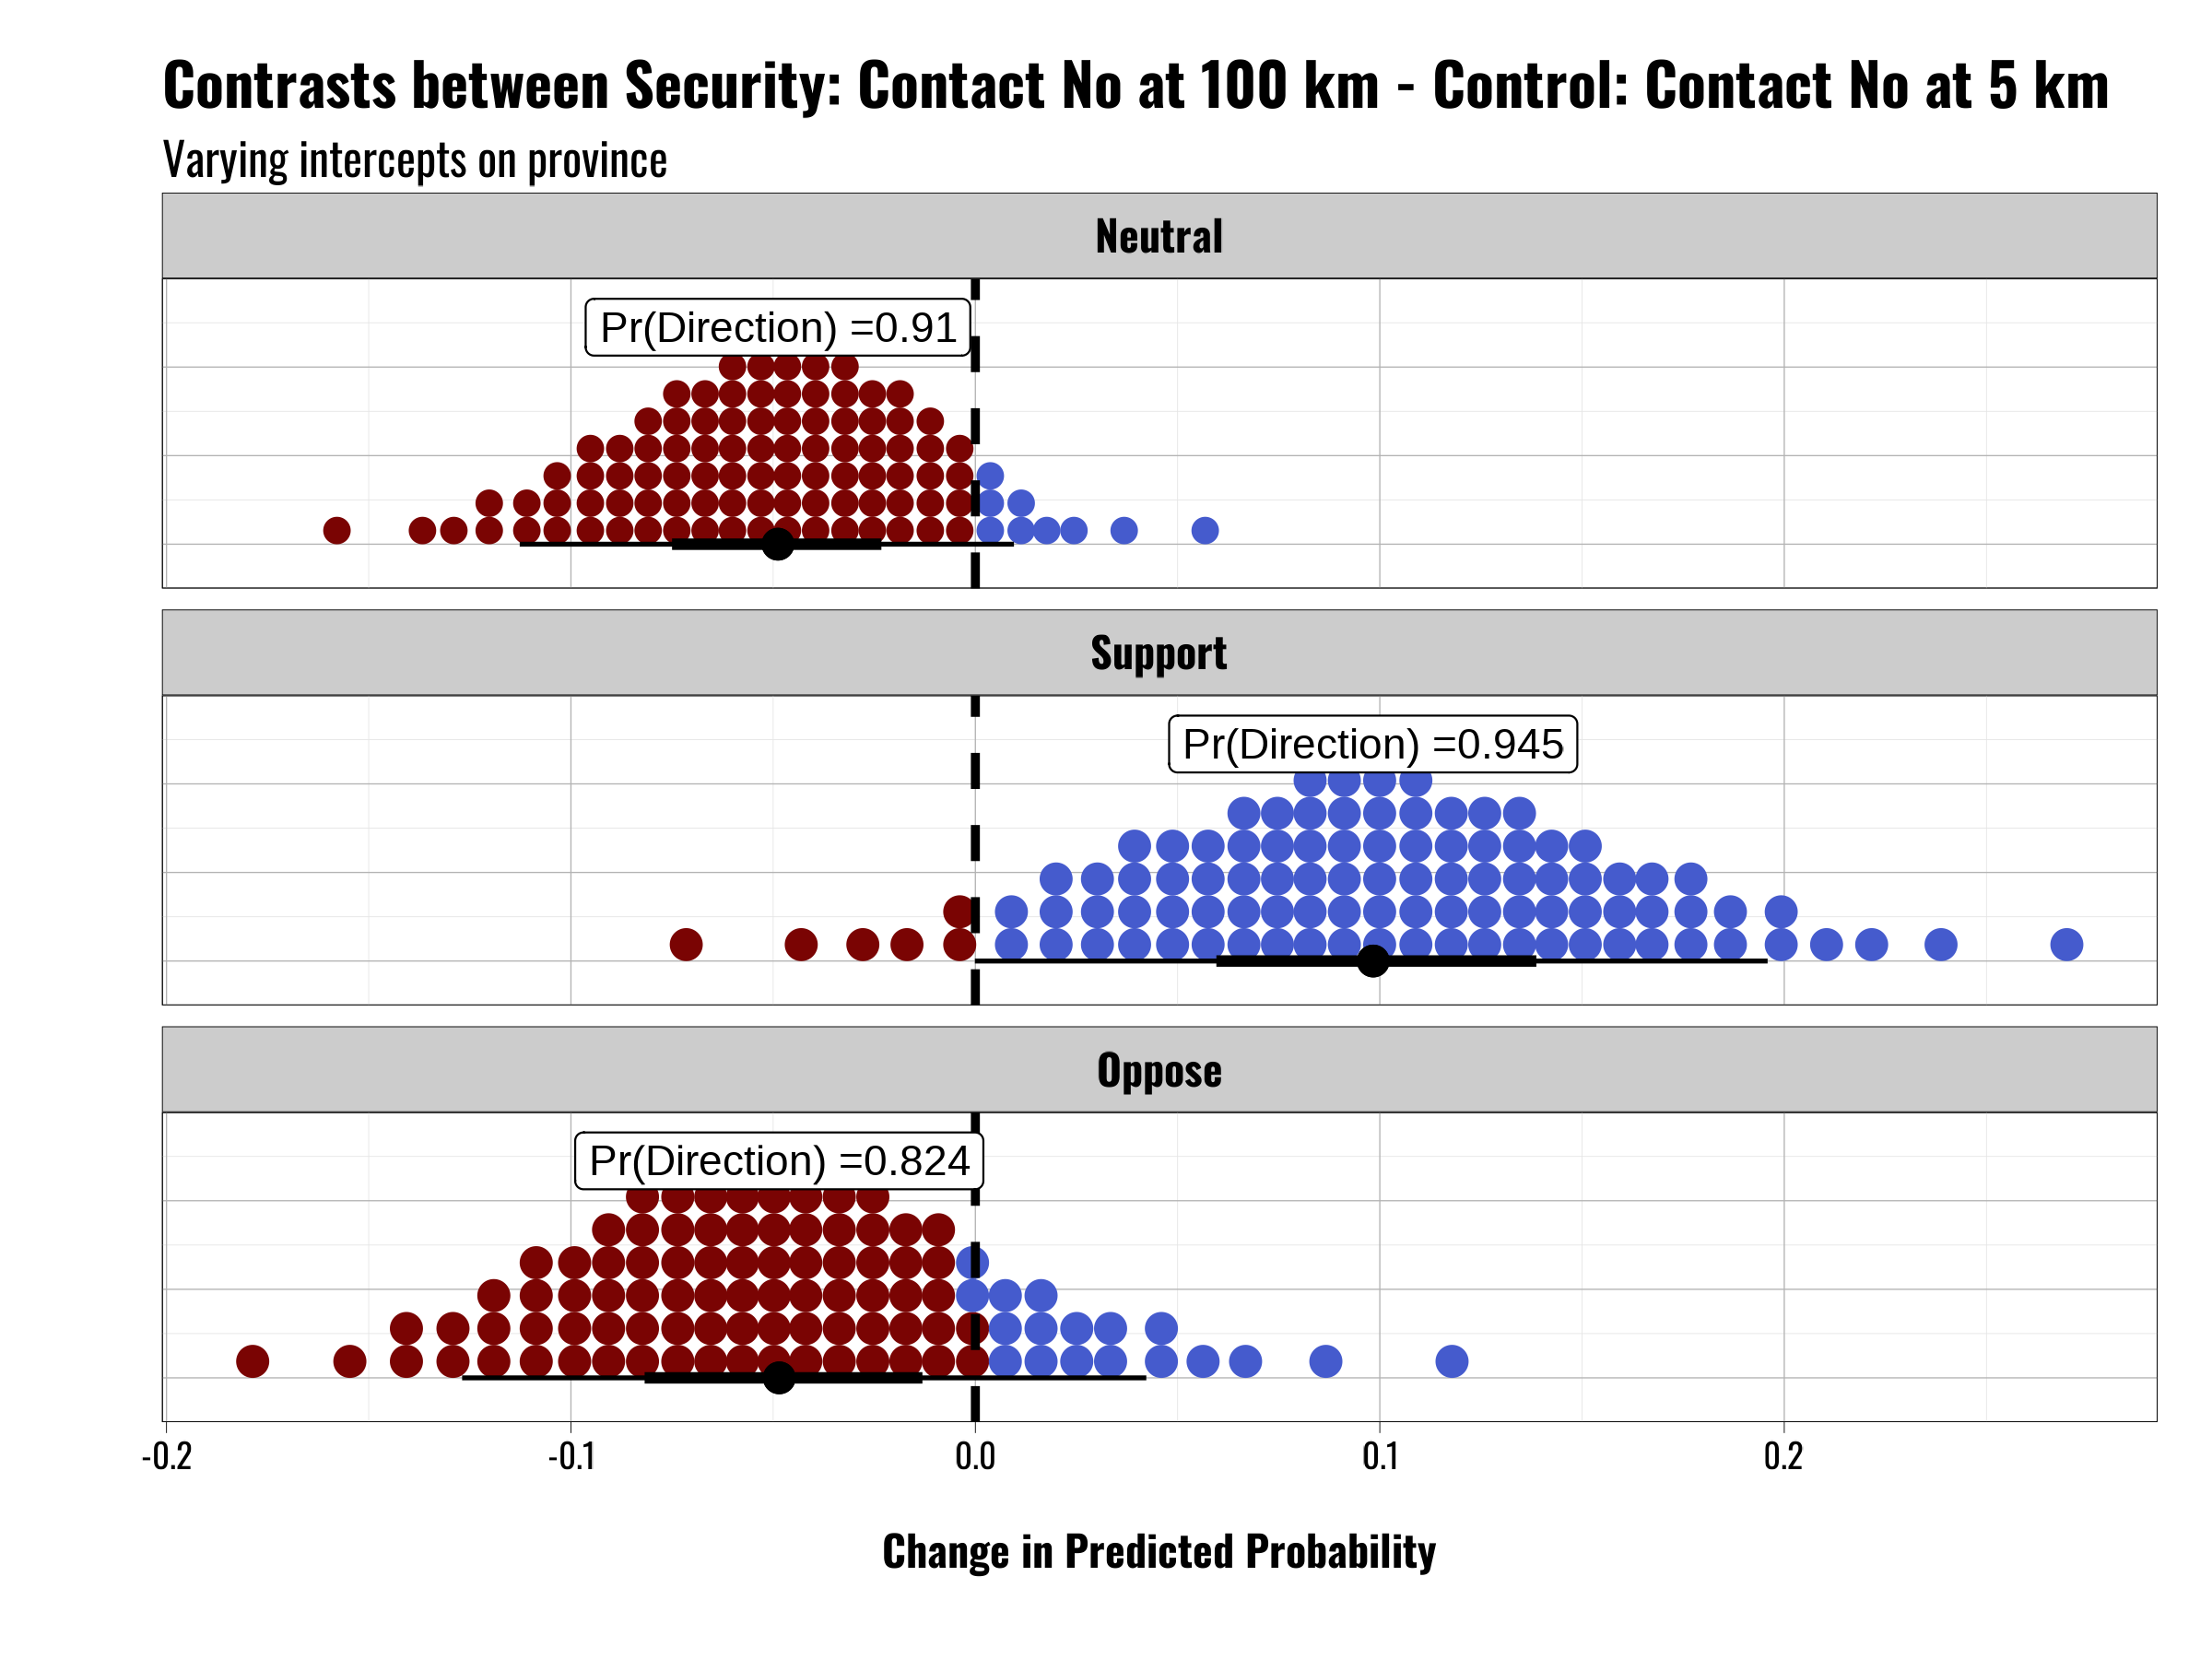 Contrasts between Security: Contact No at 100 km - Control: Contact No at 5 km
Varying intercepts on province
Neutral
Pr(Direction) =0.91
Support
Pr(Direction) =0.945
Oppose
Pr(Direction) =0.824
-0.2 -0.1 0.0 0.1 0.2
Change in Predicted Probability